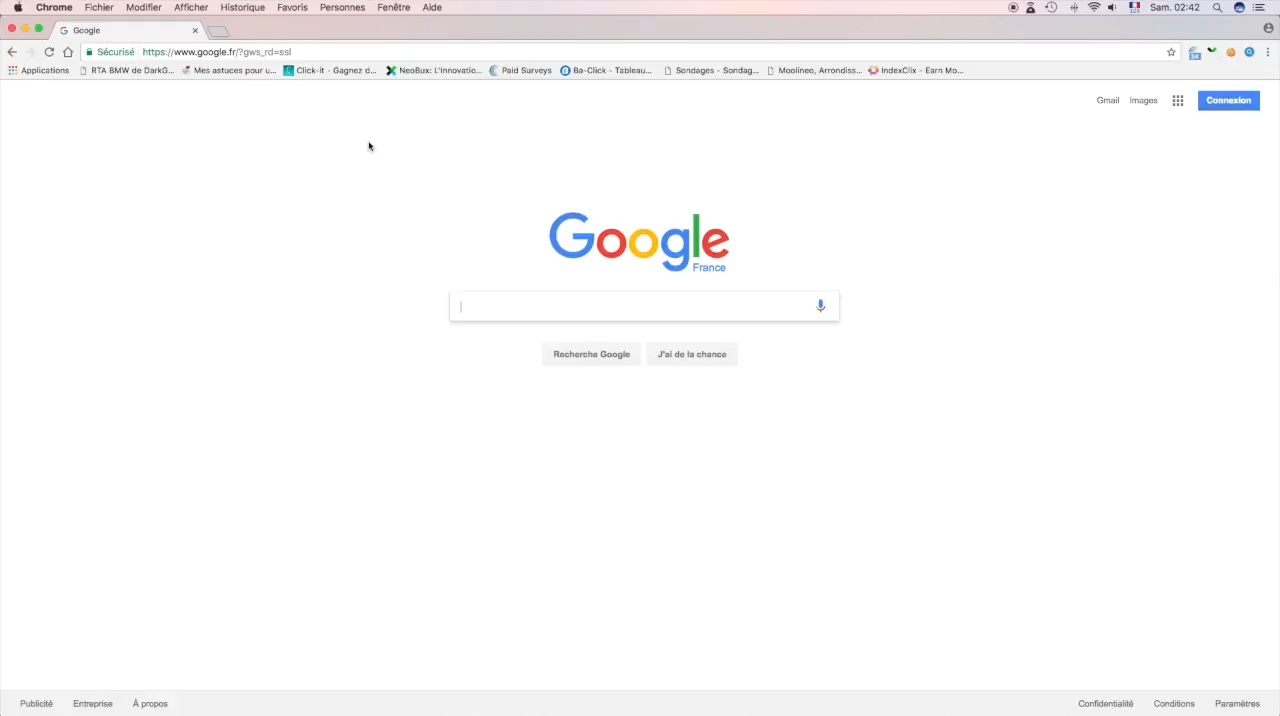 Chrome Fichier Modifier Afficher Historique Favoris Personnes Fenêtre Aide Sam. 02:42
Google
Sécurisé https://www.google.fr/?gws_rd=ssl
34
Applications RTA BMW de DarkG... Mes astuces pour u... Click-it - Gagnez d... NeoBux: L'Innovatio... Paid Surveys Ba-Click - Tableau... Sondages - Sondag... Moolineo, Arrondiss... IndexClix - Earn Mo...
Gmail Images Connexion
Google
France
Recherche Google J'ai de la chance
Publicité Entreprise À propos Confidentialité Conditions Paramètres